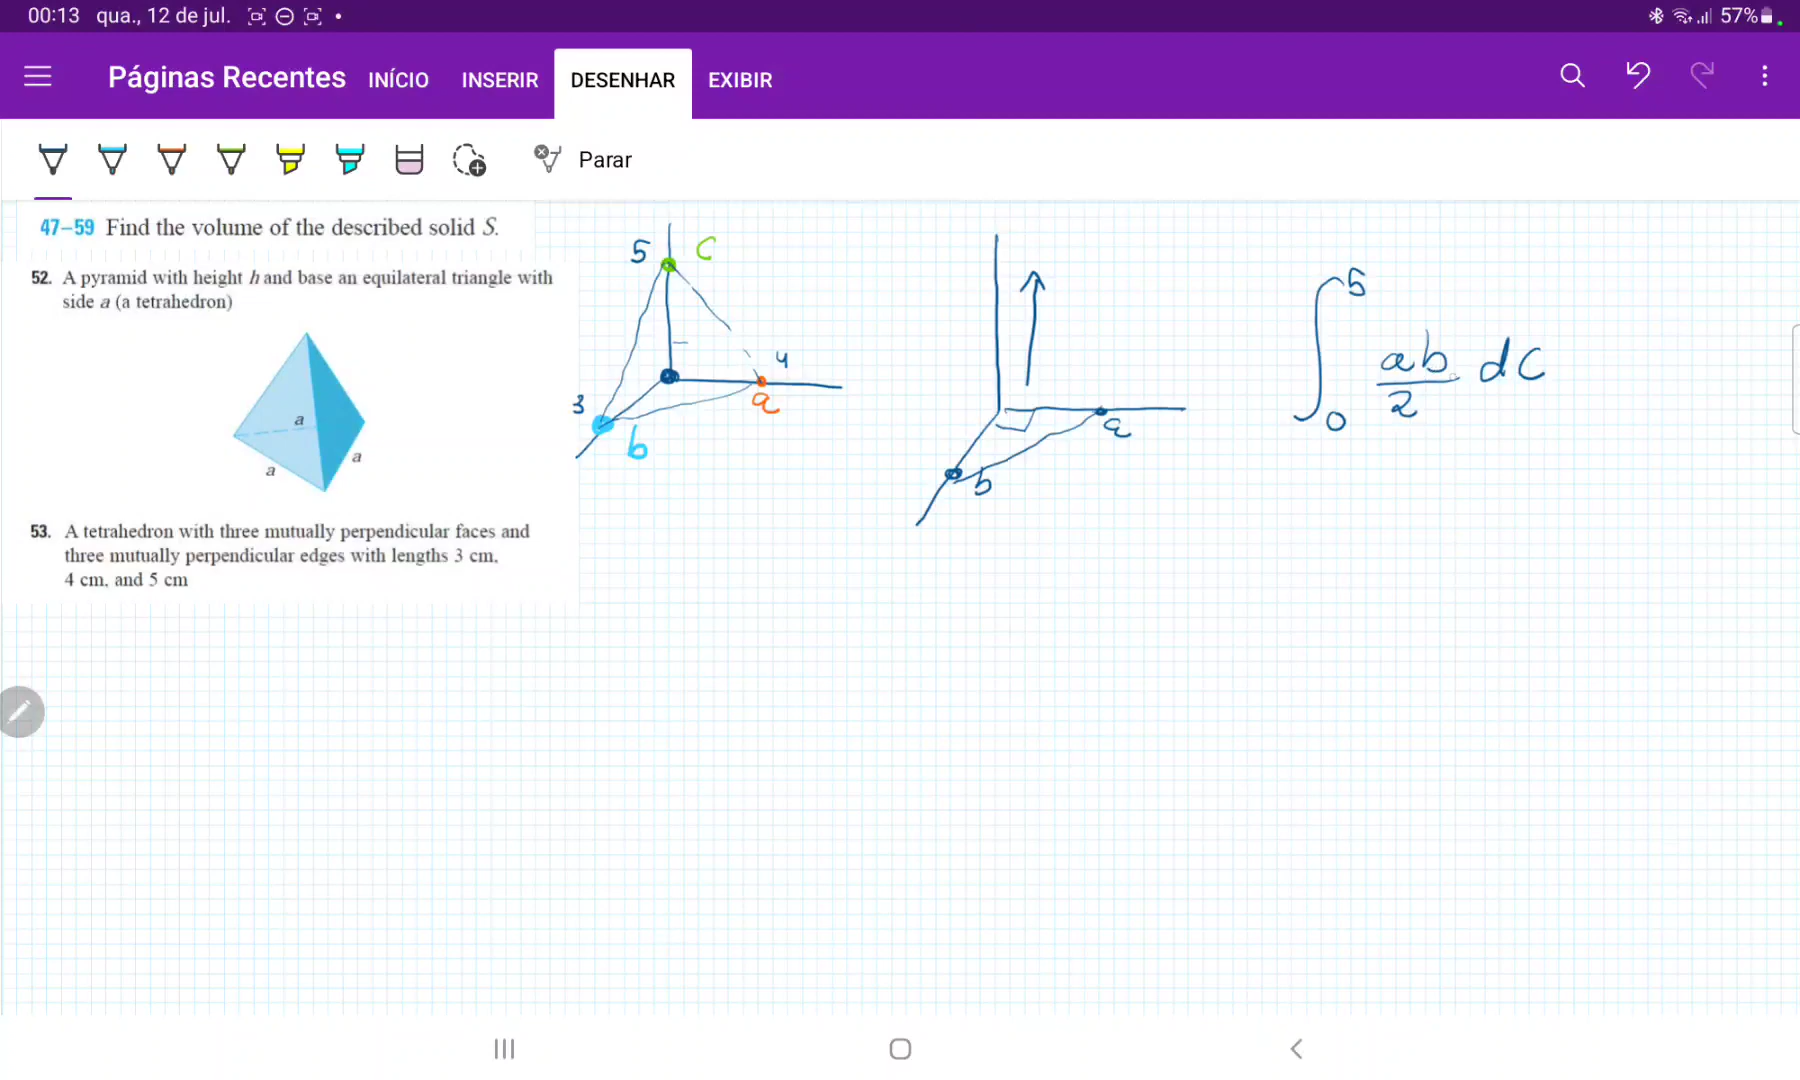 00:13 qua., 12 de jul. 57%
Páginas Recentes INÍCIO INSERIR DESENHAR EXIBIR
Parar
47–59 Find the volume of the described solid S.
52. A pyramid with height h and base an equilateral triangle with
side a (a tetrahedron)
a
a
a
53. A tetrahedron with three mutually perpendicular faces and
three mutually perpendicular edges with lengths 3 cm,
4 cm, and 5 cm
5 C
4
3
a
b
a
b
∫₀⁵ ab/2 dC